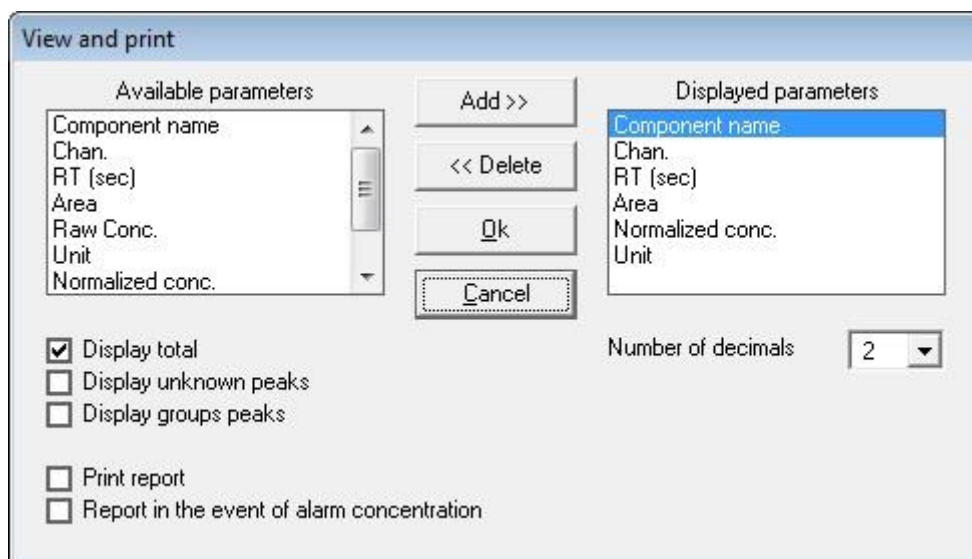 View and print
Available parameters
Component name
Chan.
RT (sec)
Area
Raw Conc.
Unit
Normalized conc.
Add >>
<< Delete
Ok
Cancel
Displayed parameters
Component name
Chan.
RT (sec)
Area
Normalized conc.
Unit
Display total
Display unknown peaks
Display groups peaks
Number of decimals 2
Print report
Report in the event of alarm concentration